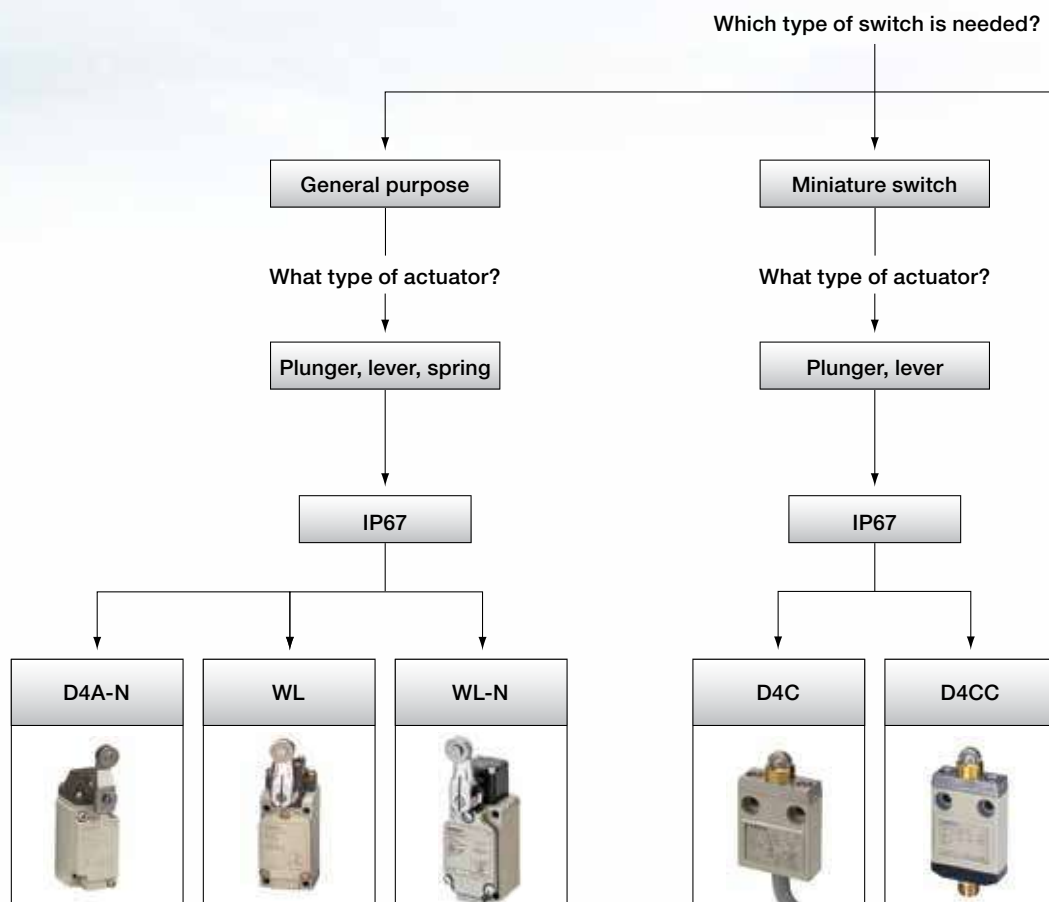 Which type of switch is needed?
General purpose
Miniature switch
What type of actuator?
What type of actuator?
Plunger, lever, spring
Plunger, lever
IP67
IP67
D4A-N
WL
WL-N
D4C
D4CC